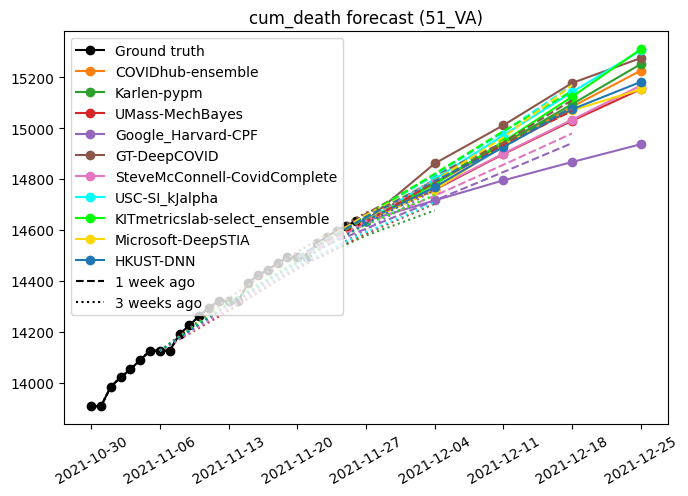 cum_death forecast (51_VA)
15200
15000
14800
14600
14400
14200
14000
Ground truth
COVIDhub-ensemble
Karlen-pypm
UMass-MechBayes
Google_Harvard-CPF
GT-DeepCOVID
SteveMcConnell-CovidComplete
USC-SI_kJalpha
KITmetricslab-select_ensemble
Microsoft-DeepSTIA
HKUST-DNN
1 week ago
3 weeks ago
2021-10-30
2021-11-06
2021-11-13
2021-11-20
2021-11-27
2021-12-04
2021-12-11
2021-12-18
2021-12-25